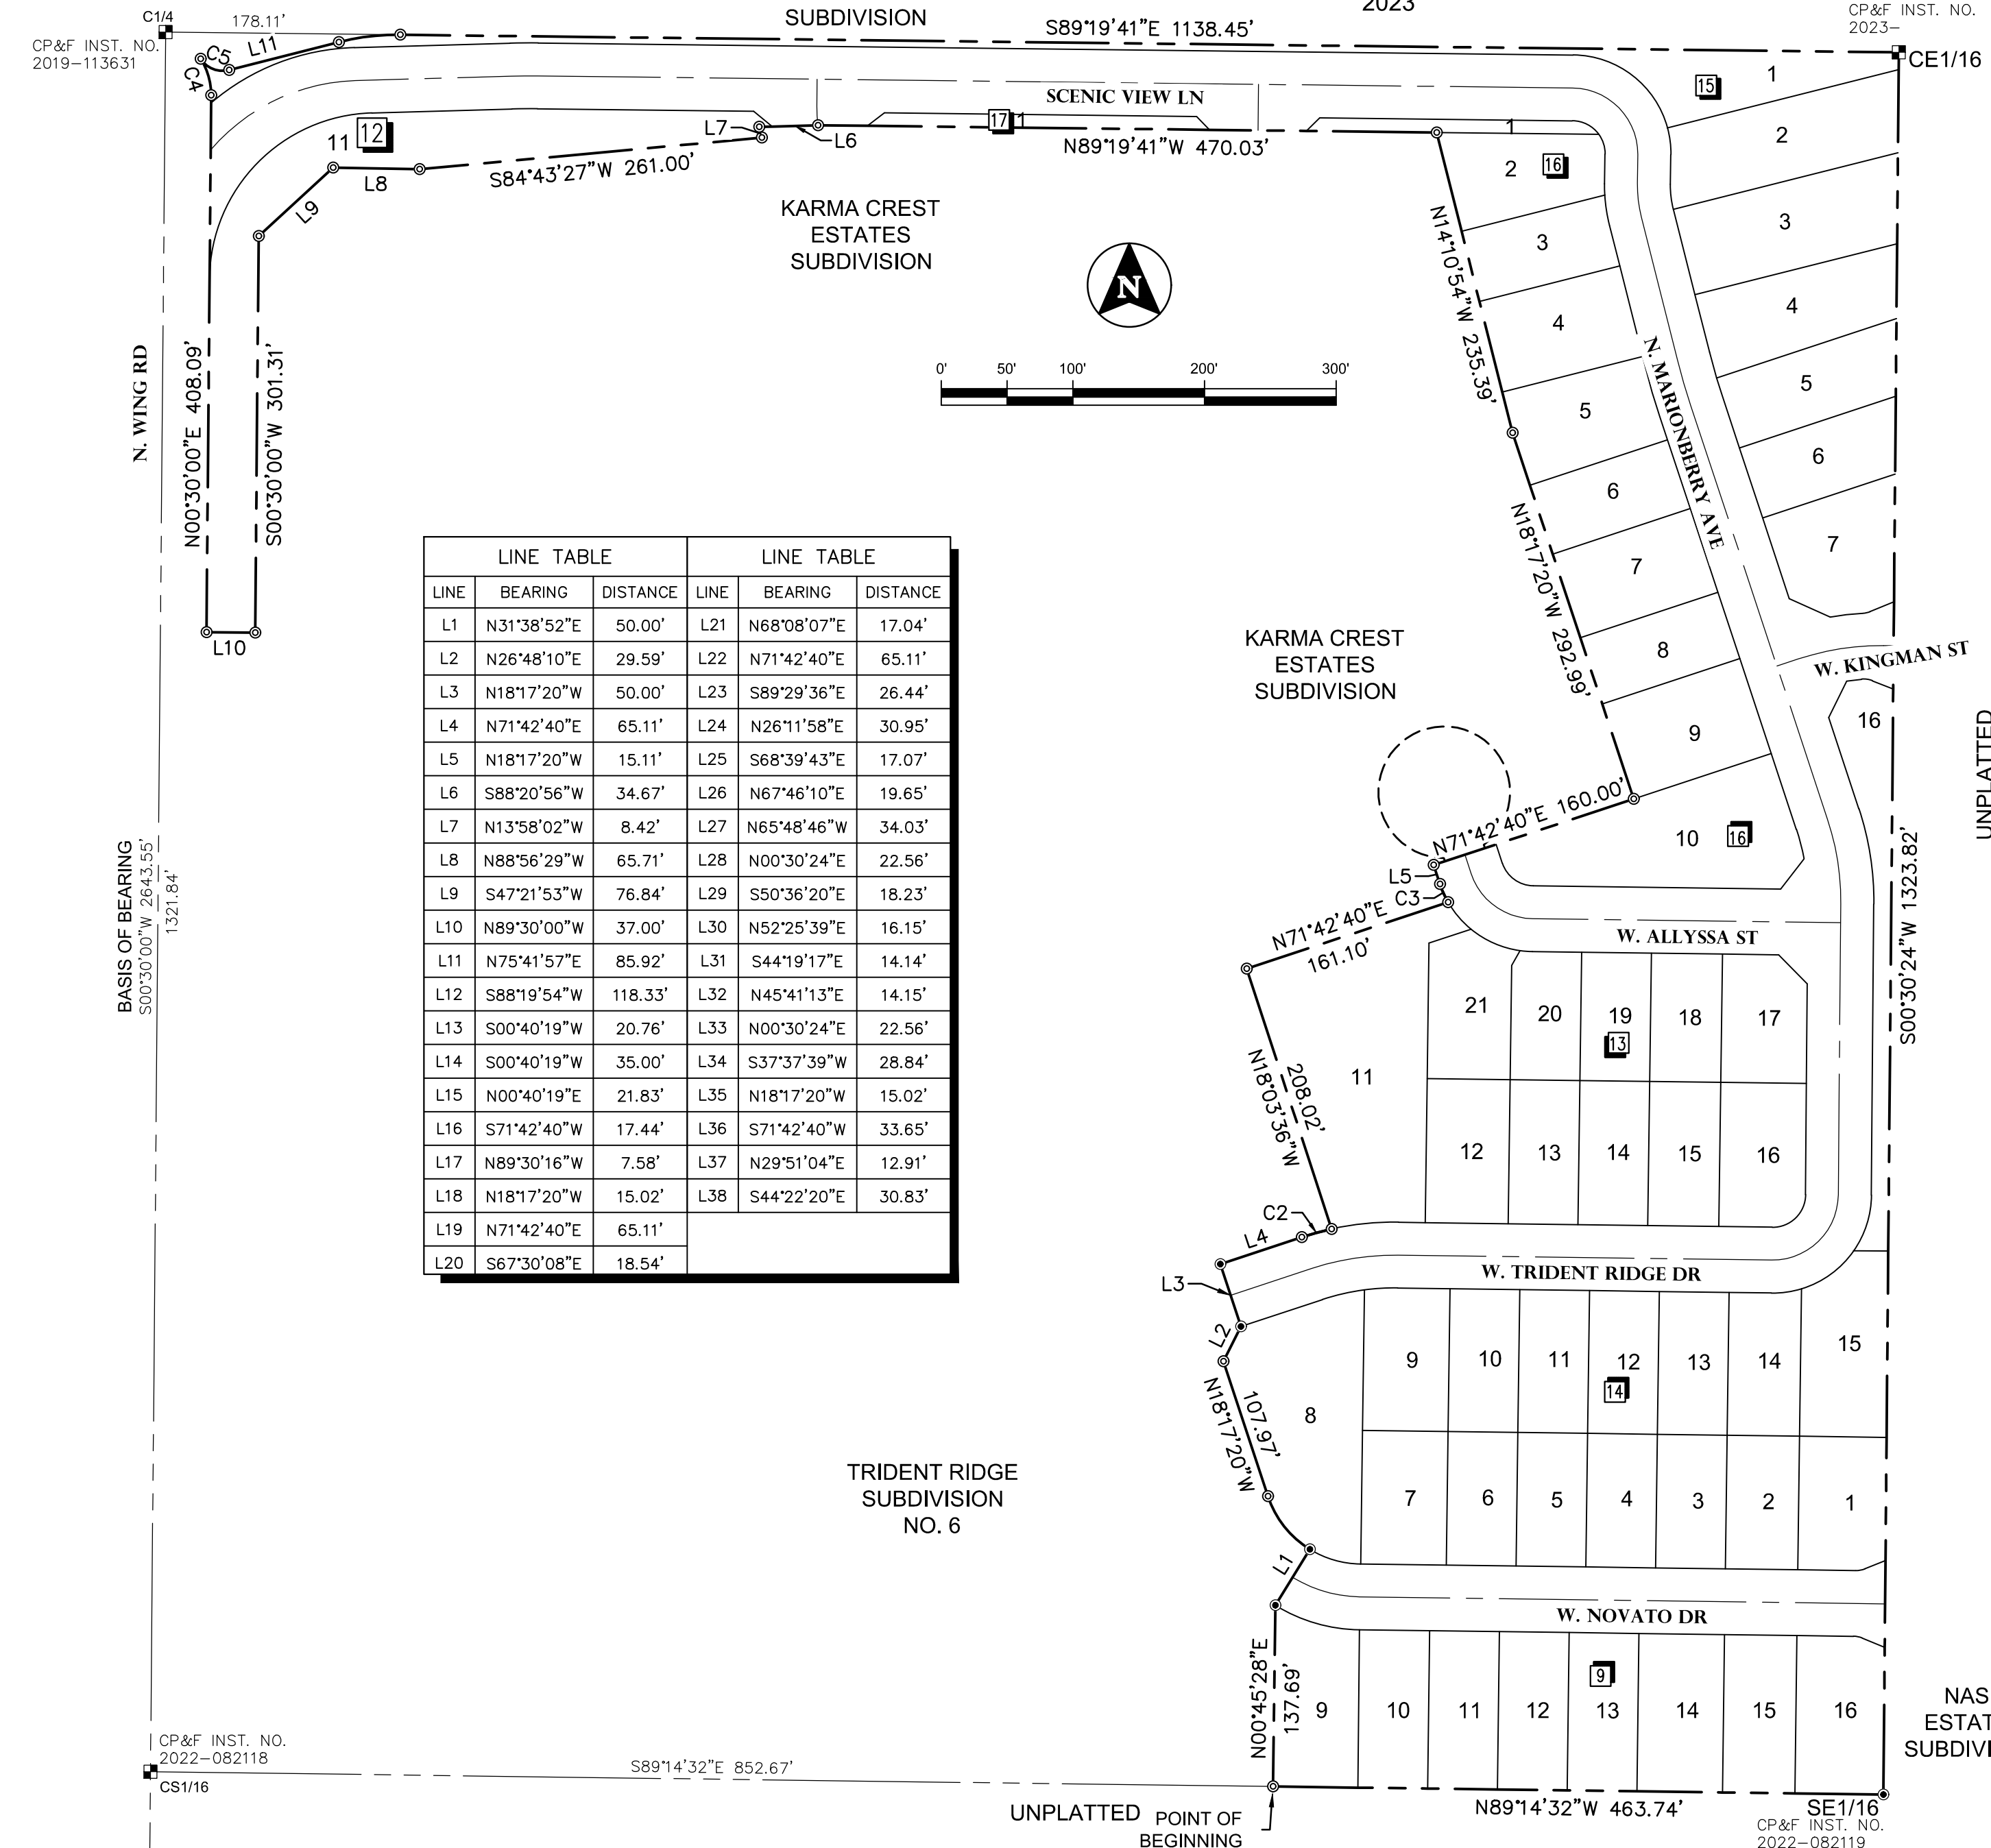 C1/4
178.11'
SUBDIVISION
2023
CP&F INST. NO.
2023-
CP&F INST. NO.
2019-113631
S89°19'41"E 1138.45'
CE1/16
C5
L11
C4
SCENIC VIEW LN
15
1
2
3
4
5
6
7
11
12
L7
L6
17
1
1
L8
S84°43'27"W 261.00'
N89°19'41"W 470.03'
L9
2
16
3
4
5
6
7
8
9
10
16
KARMA CREST
ESTATES
SUBDIVISION
N
N14°10'54"W 235.39'
N. MARIONBERRY AVE
0'
50'
100'
200'
300'
N. WING RD
N00°30'00"E 408.09'
S00°30'00"W 301.31'
L10
N18°17'20"W 292.99'
LINE TABLE
LINE TABLE
LINE BEARING DISTANCE LINE BEARING DISTANCE
L1 N31°38'52"E 50.00' L21 N68°08'07"E 17.04'
L2 N26°48'10"E 29.59' L22 N71°42'40"E 65.11'
L3 N18°17'20"W 50.00' L23 S89°29'36"E 26.44'
L4 N71°42'40"E 65.11' L24 N26°11'58"E 30.95'
L5 N18°17'20"W 15.11' L25 S68°39'43"E 17.07'
L6 S88°20'56"W 34.67' L26 N67°46'10"E 19.65'
L7 N13°58'02"W 8.42' L27 N65°48'46"W 34.03'
L8 N88°56'29"W 65.71' L28 N00°30'24"E 22.56'
L9 S47°21'53"W 76.84' L29 S50°36'20"E 18.23'
L10 N89°30'00"W 37.00' L30 N52°25'39"E 16.15'
L11 N75°41'57"E 85.92' L31 S44°19'17"E 14.14'
L12 S88°19'54"W 118.33' L32 N45°41'13"E 14.15'
L13 S00°40'19"W 20.76' L33 N00°30'24"E 22.56'
L14 S00°40'19"W 35.00' L34 S37°37'39"W 28.84'
L15 N00°40'19"E 21.83' L35 N18°17'20"W 15.02'
L16 S71°42'40"W 17.44' L36 S71°42'40"W 33.65'
L17 N89°30'16"W 7.58' L37 N29°51'04"E 12.91'
L18 N18°17'20"W 15.02' L38 S44°22'20"E 30.83'
L19 N71°42'40"E 65.11'
L20 S67°30'08"E 18.54'
KARMA CREST
ESTATES
SUBDIVISION
W. KINGMAN ST
16
UNPLATTED
S00°30'24"W 1323.82'
N71°42'40"E 160.00'
L5
C3
N71°42'40"E
161.10'
W. ALLYSSA ST
BASIS OF BEARING
S00°30'00"W 2643.55'
1321.84'
21
20
19
18
17
13
11
12
13
14
15
16
208.02'
N18°03'36"W
C2
L4
L3
W. TRIDENT RIDGE DR
L2
15
9
10
11
12
13
14
14
8
107.97'
N18°17'20"W
7
6
5
4
3
2
1
TRIDENT RIDGE
SUBDIVISION
NO. 6
L1
W. NOVATO DR
N00°45'28"E
137.69'
9
9
10
11
12
13
14
15
16
NAS
ESTAT
SUBDIVI
CP&F INST. NO.
2022-082118
CS1/16
S89°14'32"E 852.67'
UNPLATTED
POINT OF
BEGINNING
N89°14'32"W 463.74'
SE1/16
CP&F INST. NO.
2022-082119